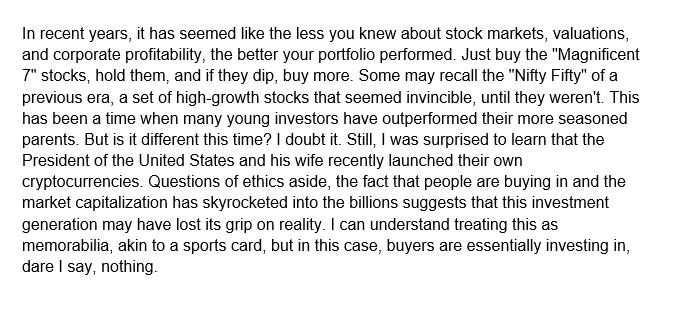 In recent years, it has seemed like the less you knew about stock markets, valuations,
and corporate profitability, the better your portfolio performed. Just buy the "Magnificent
7" stocks, hold them, and if they dip, buy more. Some may recall the "Nifty Fifty" of a
previous era, a set of high-growth stocks that seemed invincible, until they weren't. This
has been a time when many young investors have outperformed their more seasoned
parents. But is it different this time? I doubt it. Still, I was surprised to learn that the
President of the United States and his wife recently launched their own
cryptocurrencies. Questions of ethics aside, the fact that people are buying in and the
market capitalization has skyrocketed into the billions suggests that this investment
generation may have lost its grip on reality. I can understand treating this as
memorabilia, akin to a sports card, but in this case, buyers are essentially investing in,
dare I say, nothing.